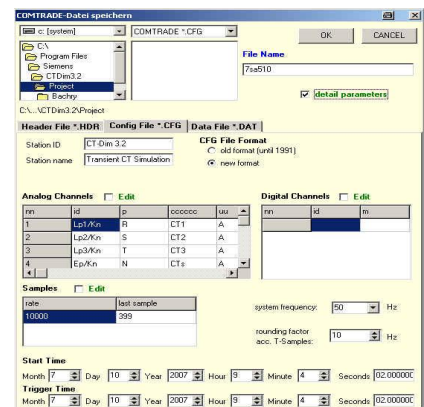 COMTRADE-Datei speichern
c: [system]
COMTRADE *.CFG
OK
CANCEL
C:\
Program Files
Siemens
CTDim3.2
Project
Bachry
File Name
7sa510
detail parameters
C:\...\CTDim3.2\Project
Header File *.HDR
Config File *.CFG
Data File *.DAT
Station ID
CT-Dim 3.2
Station name
Transient CT Simulation
CFG File Format
old format (until 1991)
new format
Analog Channels
Edit
nn id p cccccc uu
1 Lp1/Kn R CT1 A
2 Lp2/Kn S CT2 A
3 Lp3/Kn T CT3 A
4 Ep/Kn N CTs A
Digital Channels
Edit
nn id m
Samples
Edit
rate last sample
10000 399
system frequency: 50 Hz
rounding factor
acc. T-Samples: 10 Hz
Start Time
Month 7 Day 10 Year 2007 Hour 9 Minute 4 Seconds 02.000000
Trigger Time
Month 7 Day 10 Year 2007 Hour 9 Minute 4 Seconds 02.000000